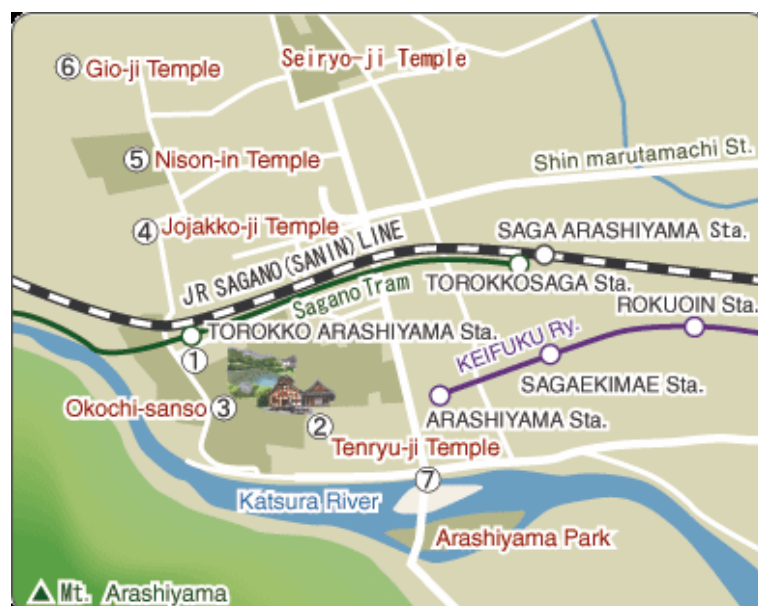 Seiryo-ji Temple
⑥ Gio-ji Temple
⑤ Nison-in Temple
Shin marutamachi St.
④ Jojakko-ji Temple
SAGA ARASHIYAMA Sta.
JR SAGANO(SANIN)LINE
TOROKKOSAGA Sta.
Sagano Tram
ROKUOIN Sta.
TOROKKO ARASHIYAMA Sta.
①
KEIFUKU Ry.
SAGAEKIMAE Sta.
Okochi-sanso ③
ARASHIYAMA Sta.
②
Tenryu-ji Temple
⑦
Katsura River
Arashiyama Park
▲ Mt. Arashiyama